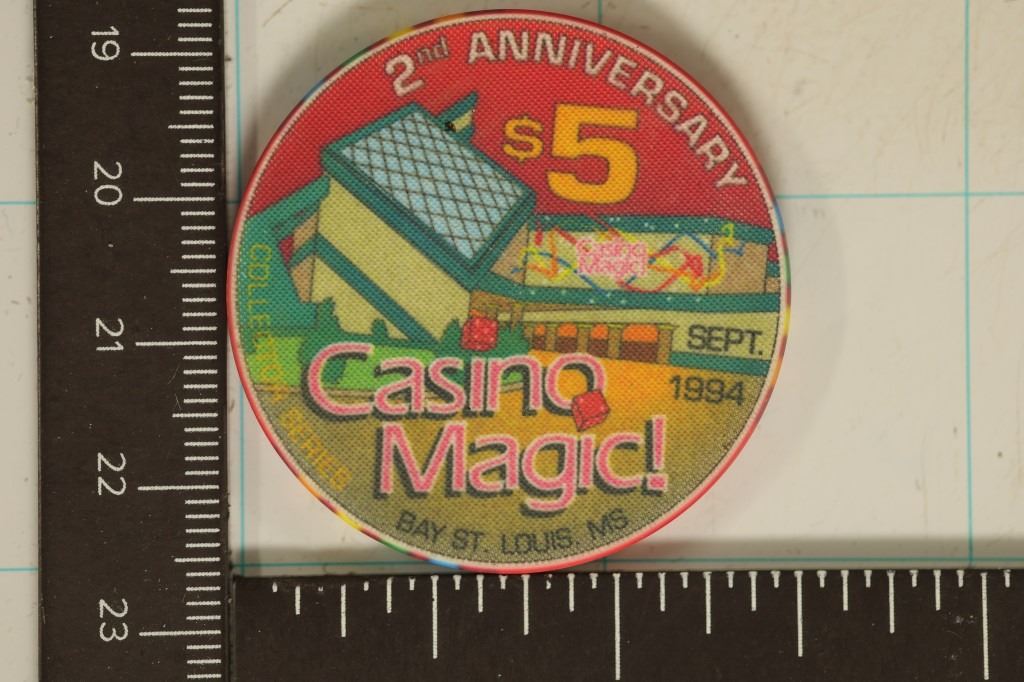 2nd ANNIVERSARY
$5
Casino
Magic!
COLLECTOR SERIES
SEPT.
1994
Casino
Magic!
BAY ST. LOUIS, MS
19
20
21
22
23